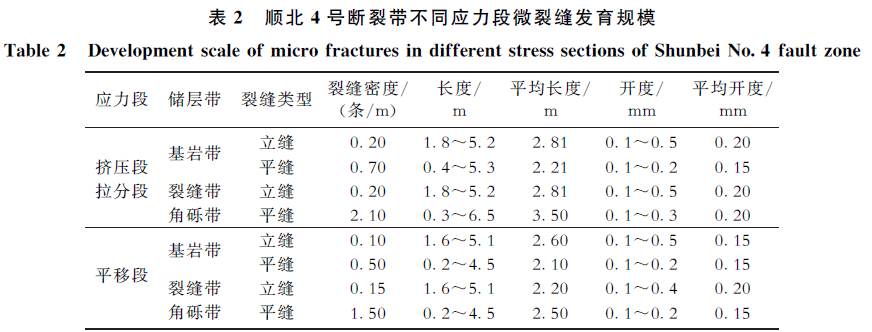 表 2 顺北 4 号断裂带不同应力段微裂缝发育规模
Table 2 Development scale of micro fractures in different stress sections of Shunbei No. 4 fault zone
应力段 储层带 裂缝类型 裂缝密度/(条/m) 长度/m 平均长度/m 开度/mm 平均开度/mm
挤压段 拉分段 基岩带 立缝 0.20 1.8～5.2 2.81 0.1～0.5 0.20
平缝 0.70 0.4～5.3 2.21 0.1～0.2 0.15
裂缝带 立缝 0.20 1.8～5.2 2.81 0.1～0.5 0.20
角砾带 平缝 2.10 0.3～6.5 3.50 0.1～0.3 0.20
平移段 基岩带 立缝 0.10 1.6～5.1 2.60 0.1～0.5 0.15
平缝 0.50 0.2～4.5 2.10 0.1～0.2 0.15
裂缝带 立缝 0.15 1.6～5.1 2.20 0.1～0.4 0.20
角砾带 平缝 1.50 0.2～4.5 2.50 0.1～0.2 0.15